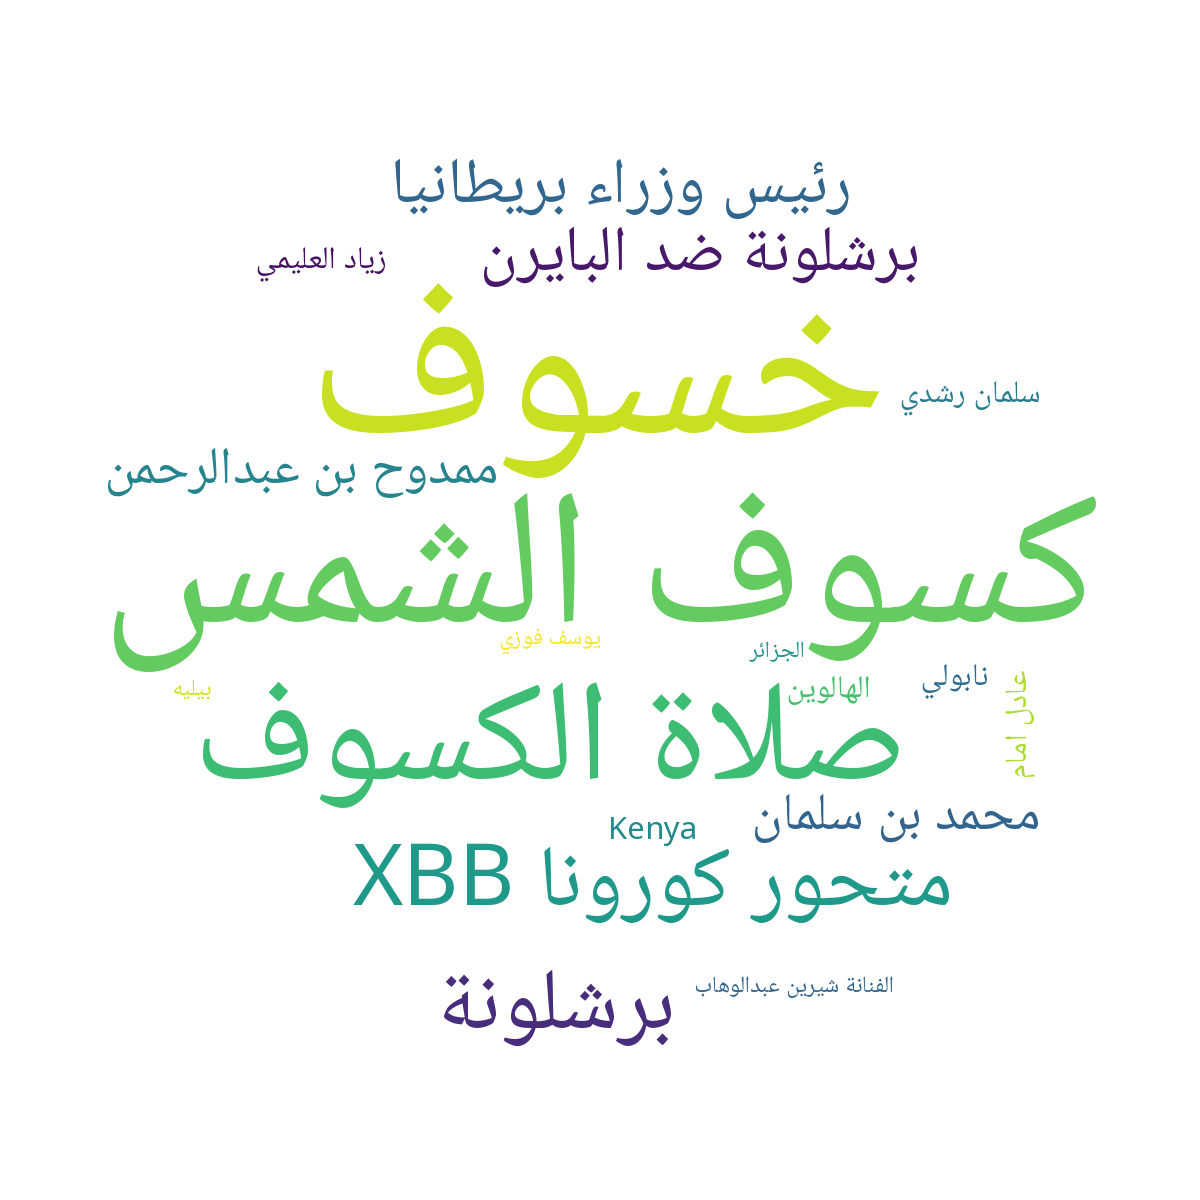 رئيس وزراء بريطانيا
برشلونة ضد البايرن
زياد العليمي
خسوف
سلمان رشدي
ممدوح بن عبدالرحمن
كسوف الشمس
يوسف فوزي
الجزائر
نابولي
الهالوين
بيليه
عادل امام
صلاة الكسوف
محمد بن سلمان
Kenya
متحور كورونا XBB
الفنانة شيرين عبدالوهاب
برشلونة